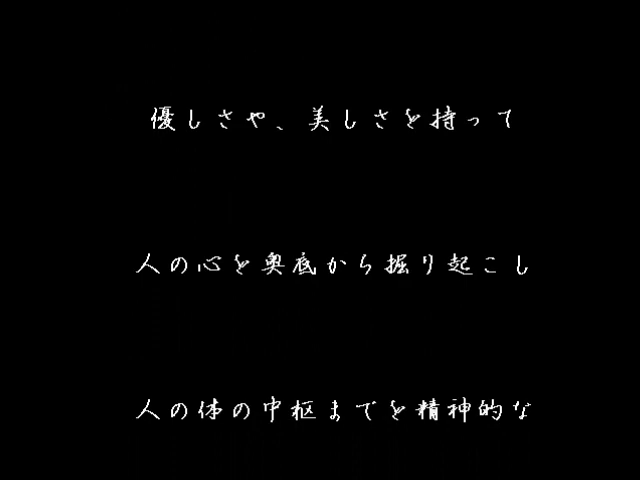 優しさや、美しさを持って
人の心を奥底から掘り起こし
人の体の中枢までを精神的な